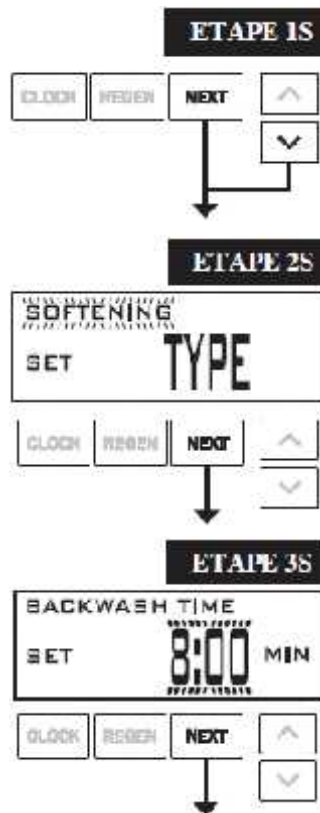 ETAPE 1S
CLOCK REGEN NEXT
ETAPE 2S
SOFTENING
SET TYPE
CLOCK REGEN NEXT
ETAPE 3S
BACKWASH TIME
SET 8:00 MIN
CLOCK REGEN NEXT